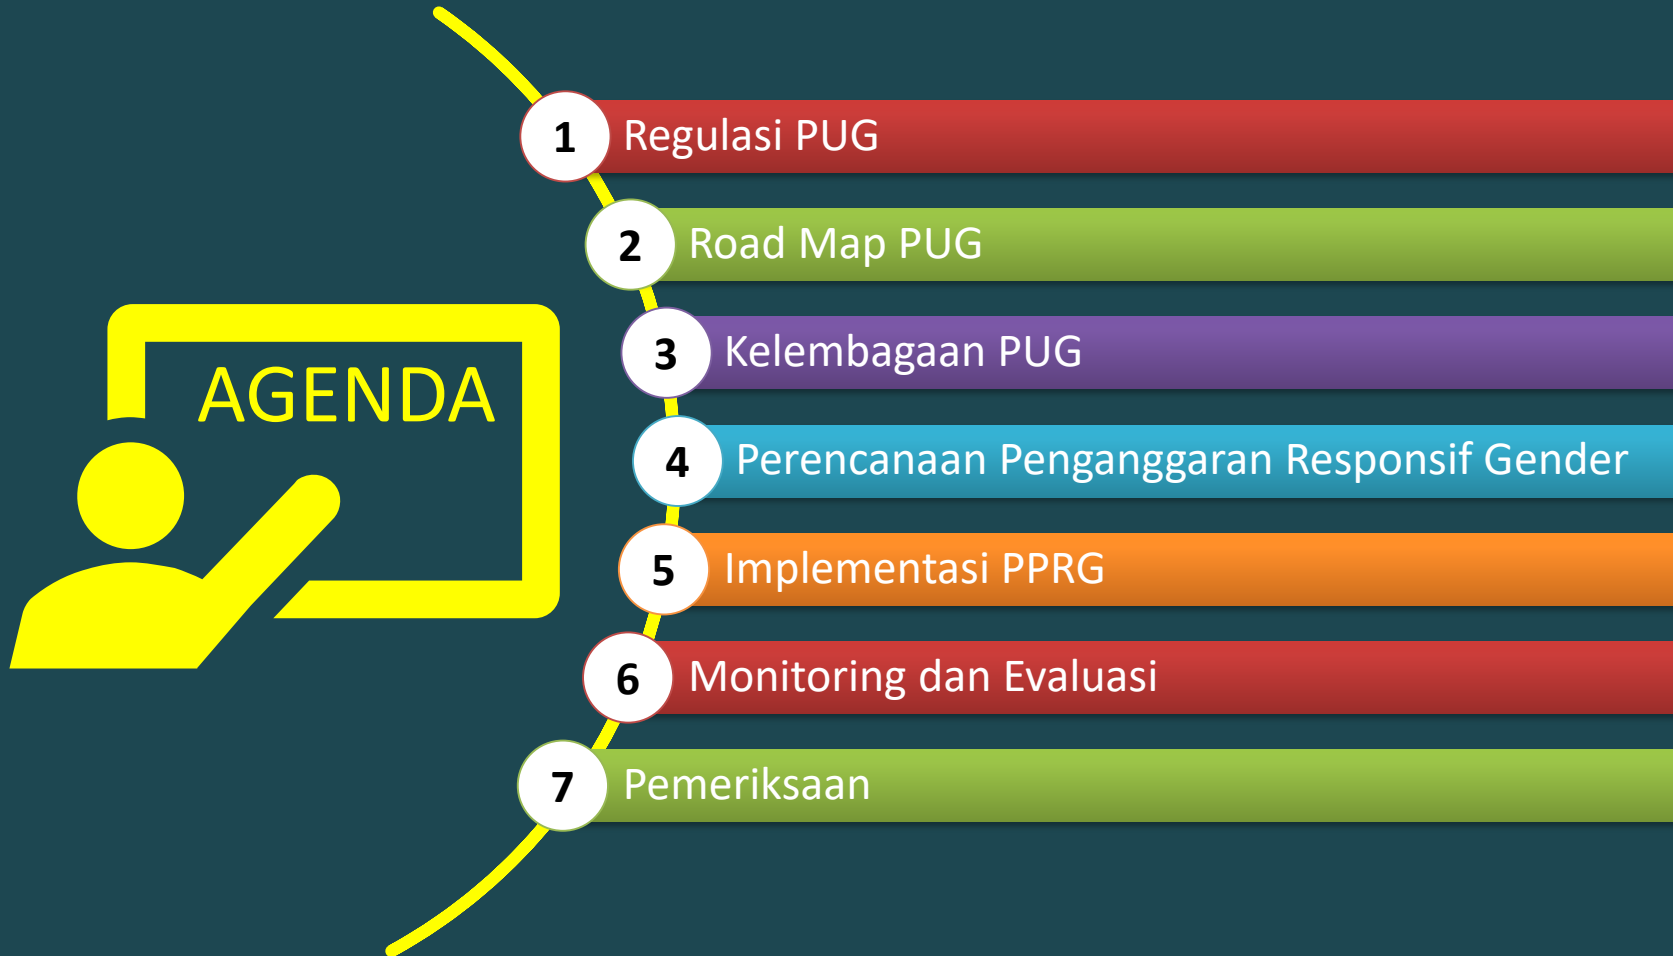 AGENDA
1 Regulasi PUG
2 Road Map PUG
3 Kelembagaan PUG
4 Perencanaan Penganggaran Responsif Gender
5 Implementasi PPRG
6 Monitoring dan Evaluasi
7 Pemeriksaan